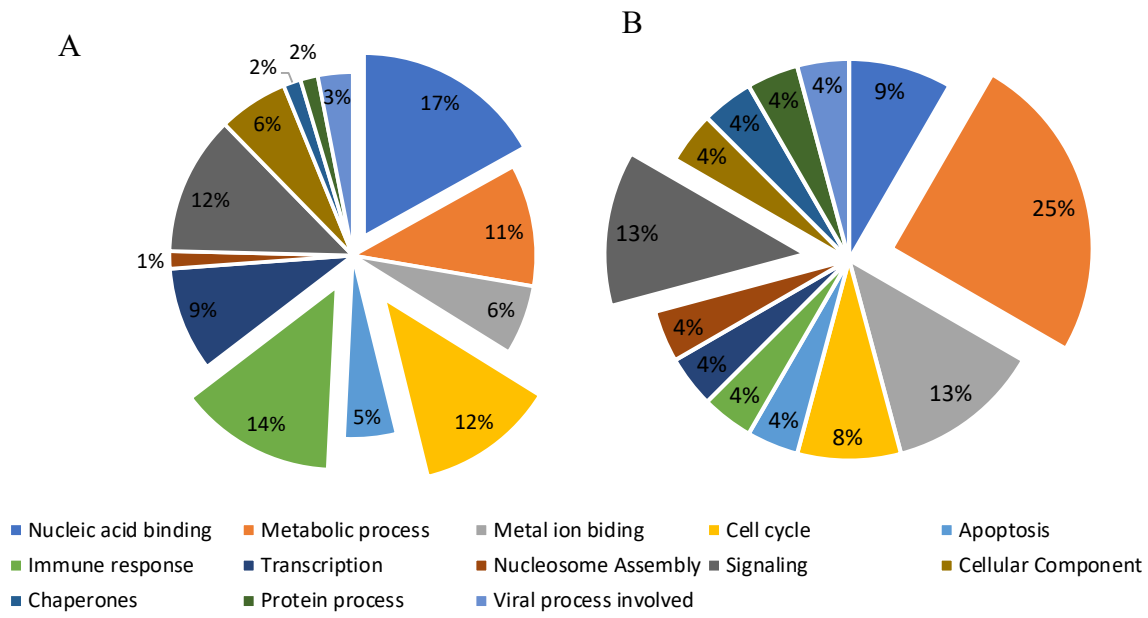 A
B
17%
11%
6%
12%
5%
14%
9%
1%
12%
6%
2%
2%
3%
9%
25%
13%
8%
4%
4%
4%
4%
13%
4%
4%
4%
4%
Nucleic acid binding
Metabolic process
Metal ion biding
Cell cycle
Apoptosis
Immune response
Transcription
Nucleosome Assembly
Signaling
Cellular Component
Chaperones
Protein process
Viral process involved